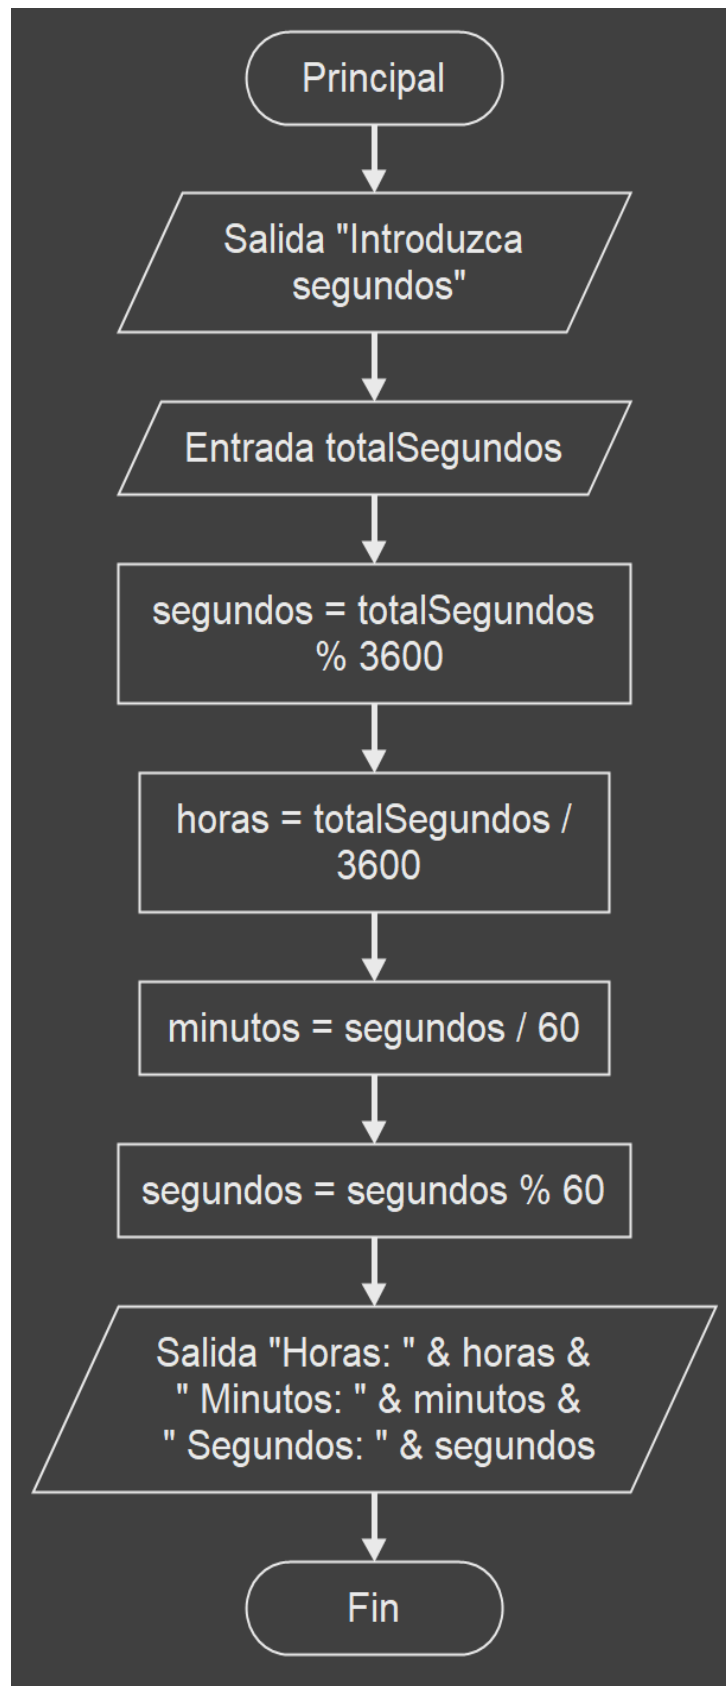 Principal
Salida "Introduzca
segundos"
Entrada totalSegundos
segundos = totalSegundos
% 3600
horas = totalSegundos /
3600
minutos = segundos / 60
segundos = segundos % 60
Salida "Horas: " & horas &
" Minutos: " & minutos &
" Segundos: " & segundos
Fin